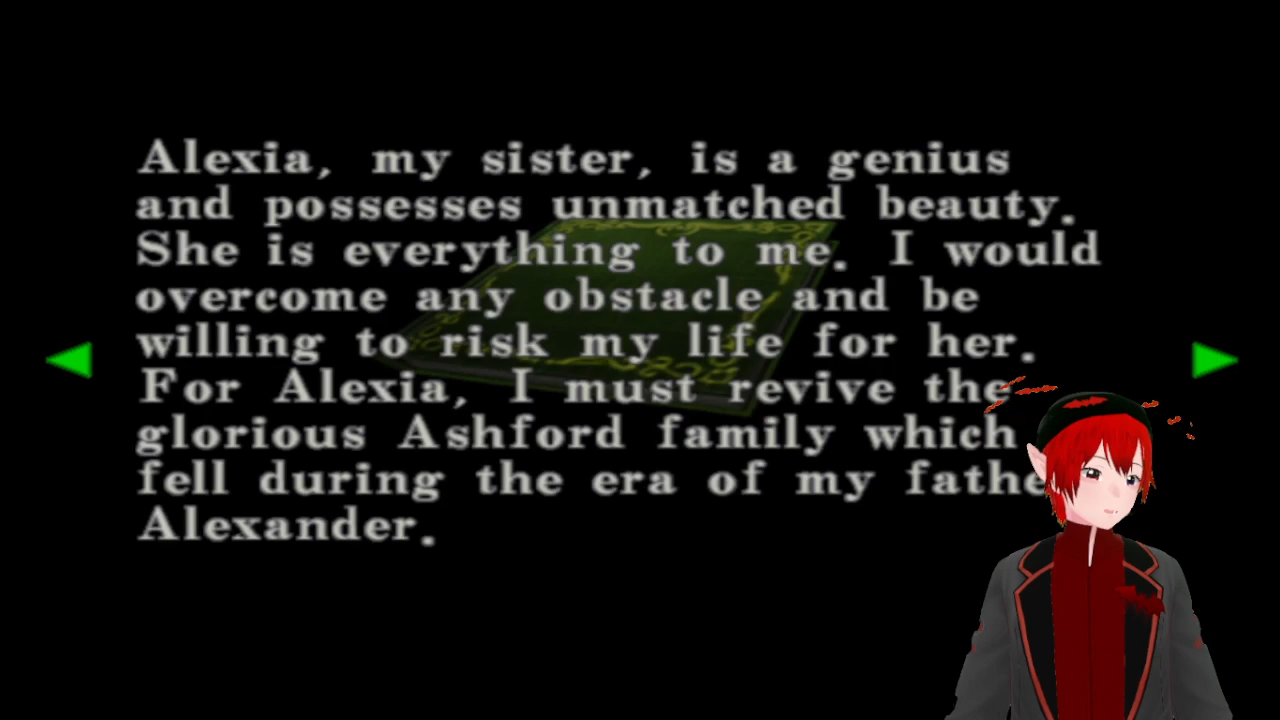 Alexia, my sister, is a genius
and possesses unmatched beauty.
She is everything to me. I would
overcome any obstacle and be
willing to risk my life for her.
For Alexia, I must revive the
glorious Ashford family which
fell during the era of my fathe
Alexander.